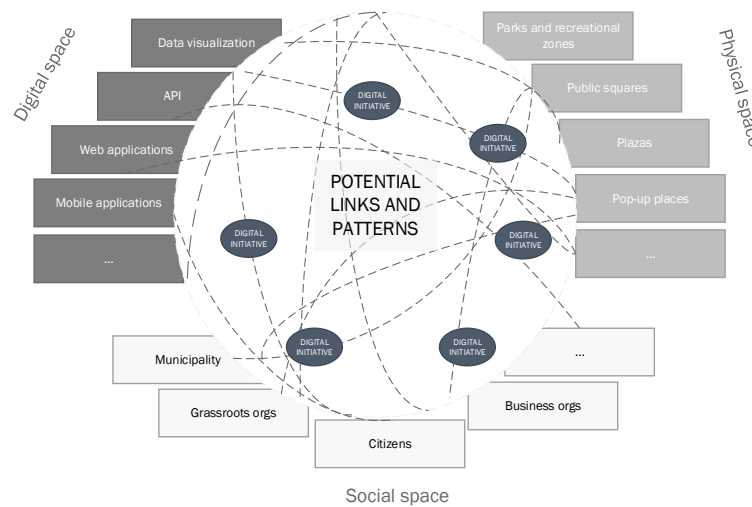 Digital space
Data visualization
API
Web applications
Mobile applications
...
Parks and recreational
zones
Public squares
Plazas
Pop-up places
...
Physical space
DIGITAL
INITIATIVE
DIGITAL
INITIATIVE
POTENTIAL
LINKS AND
PATTERNS
DIGITAL
INITIATIVE
DIGITAL
INITIATIVE
DIGITAL
INITIATIVE
DIGITAL
INITIATIVE
Municipality
Grassroots orgs
Citizens
Business orgs
...
Social space